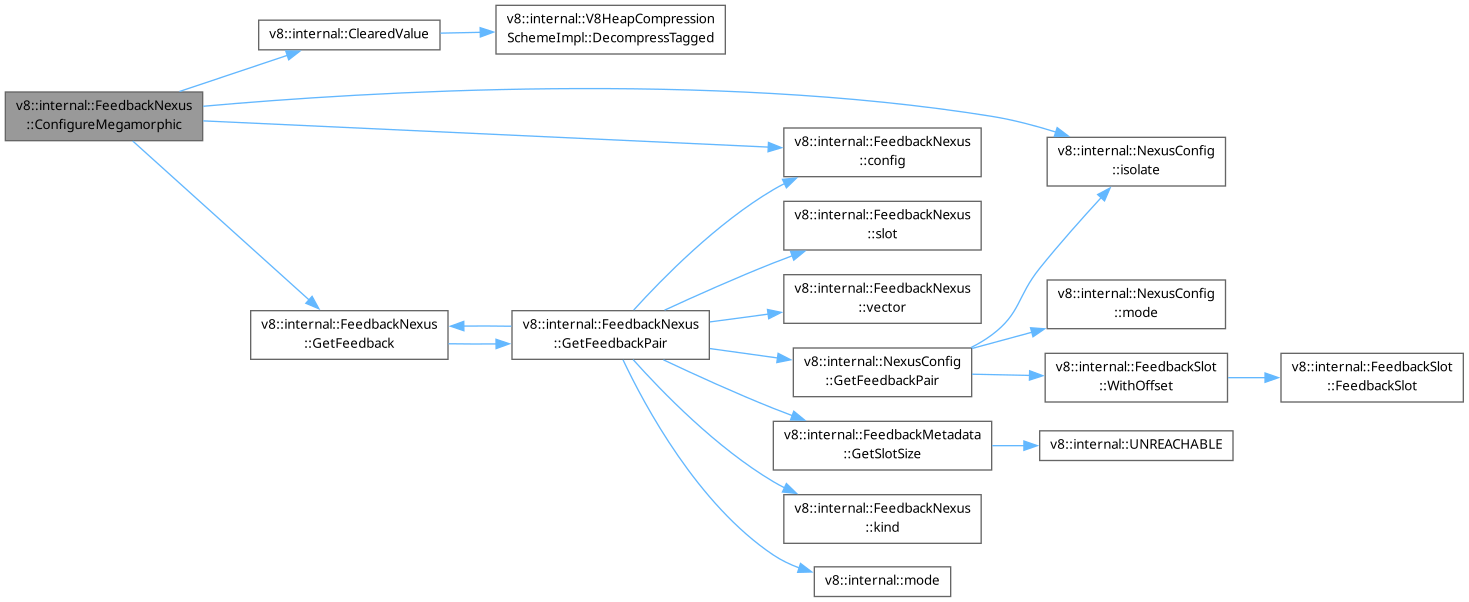 v8::internal::FeedbackNexus
::ConfigureMegamorphic
v8::internal::ClearedValue
v8::internal::V8HeapCompression
SchemeImpl::DecompressTagged
v8::internal::FeedbackNexus
::config
v8::internal::NexusConfig
::isolate
v8::internal::FeedbackNexus
::GetFeedback
v8::internal::FeedbackNexus
::GetFeedbackPair
v8::internal::FeedbackNexus
::slot
v8::internal::FeedbackNexus
::vector
v8::internal::NexusConfig
::GetFeedbackPair
v8::internal::NexusConfig
::mode
v8::internal::FeedbackSlot
::WithOffset
v8::internal::FeedbackSlot
::FeedbackSlot
v8::internal::FeedbackMetadata
::GetSlotSize
v8::internal::UNREACHABLE
v8::internal::FeedbackNexus
::kind
v8::internal::mode